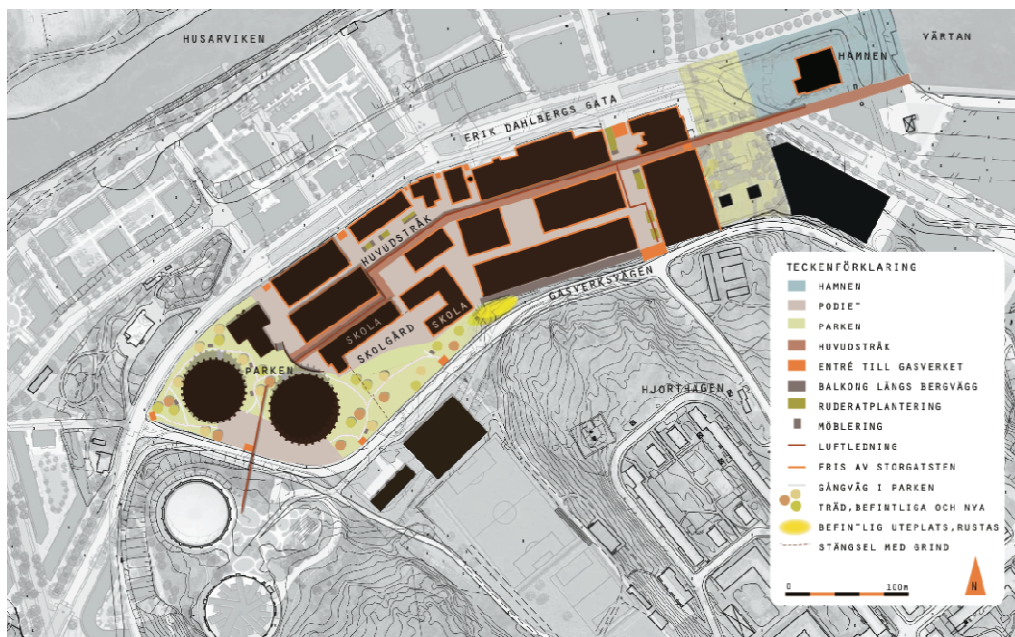 HUSARVIKEN
VÄRTAN
HAMNEN
ERIK DAHLBERGS GATA
HUVUDSTRÅK
GASVERKSVÄGEN
SKOLA
SKOLA
SKOLGÅRD
PARKEN
HJORTHAGEN
TECKENFÖRKLARING
HAMNEN
PODIET
PARKEN
HUVUDSTRÅK
ENTRÉ TILL GASVERKET
BALKONG LÄNGS BERGVÄGG
RUDERATPLANTERING
MÖBLERING
LUFTLEDNING
FRIS AV STORGATSTEN
GÅNGVÄG I PARKEN
TRÄD, BEFINTLIGA OCH NYA
BEFINTLIG UTEPLATS, RUSTAS
STÄNGSEL MED GRIND
0 100M
N